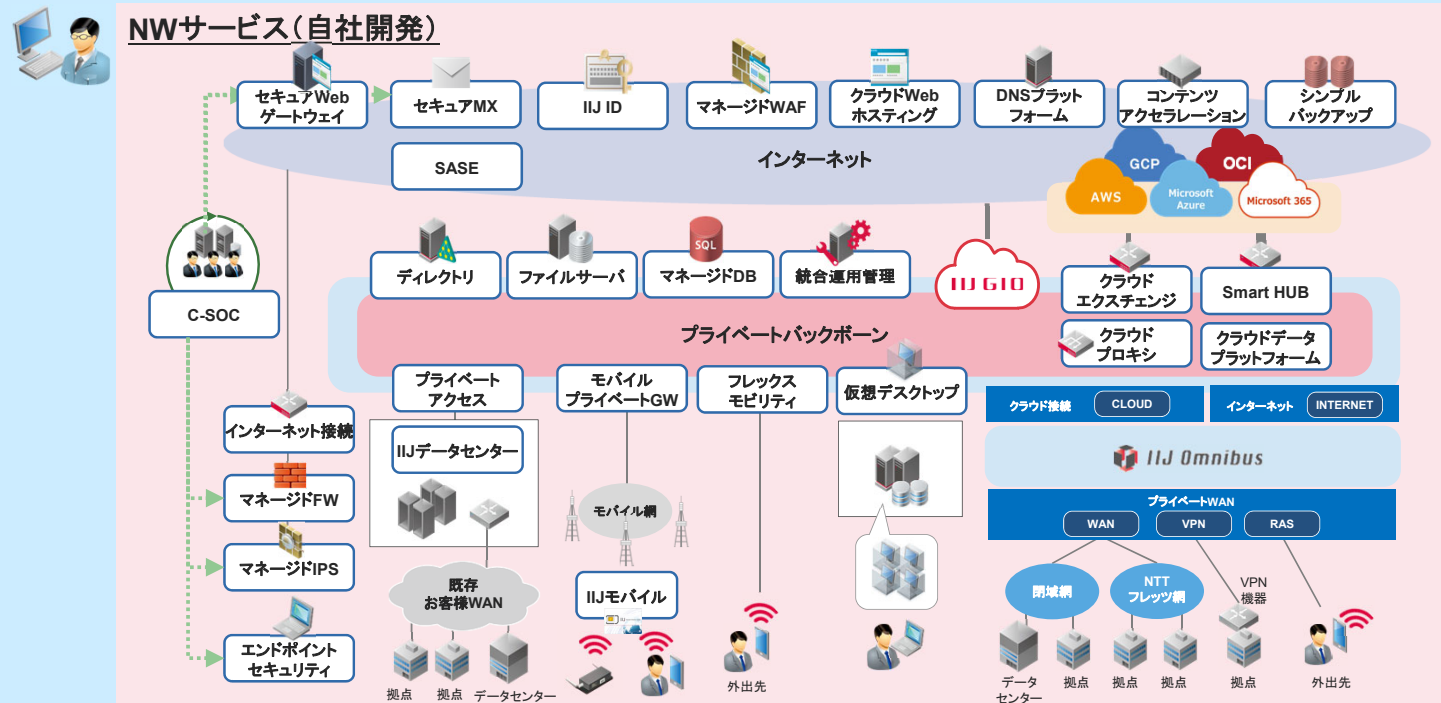 NWサービス(自社開発)
セキュアWeb
ゲートウェイ
セキュアMX
IIJ ID
マネージドWAF
クラウドWeb
ホスティング
DNSプラット
フォーム
コンテンツ
アクセラレーション
シンプル
バックアップ
SASE
インターネット
GCP
OCI
AWS
Microsoft
Azure
Microsoft 365
C-SOC
ディレクトリ
ファイルサーバ
SQL
マネージドDB
統合運用管理
IIJ GIO
クラウド
エクスチェンジ
Smart HUB
プライベートバックボーン
クラウド
プロキシ
クラウドデータ
プラットフォーム
プライベート
アクセス
モバイル
プライベートGW
フレックス
モビリティ
仮想デスクトップ
クラウド接続
CLOUD
インターネット
INTERNET
インターネット接続
IIJデータセンター
IIJ Omnibus
マネージドFW
モバイル網
プライベートWAN
WAN
VPN
RAS
マネージドIPS
既存
お客様WAN
IIJモバイル
閉域網
NTT
フレッツ網
VPN
機器
エンドポイント
セキュリティ
拠点
拠点
データセンター
外出先
データ
センター
拠点
拠点
拠点
拠点
外出先